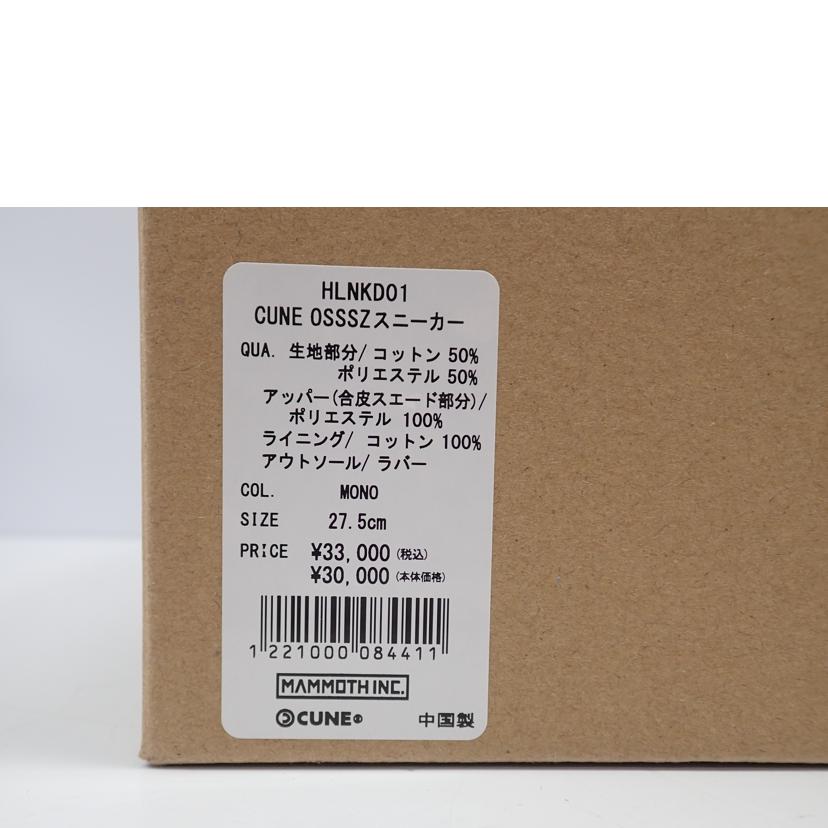 HLNKD01
CUNE OSSSZスニーカー
QUA. 生地部分/ コットン 50%
ポリエステル 50%
アッパー(合皮スエード部分)/
ポリエステル 100%
ライニング/ コットン 100%
アウトソール/ ラバー
COL. MONO
SIZE 27.5cm
PRICE ¥33,000 (税込)
¥30,000 (本体価格)
1 221000 084411
MAMMOTH INC.
CUNE 中国製